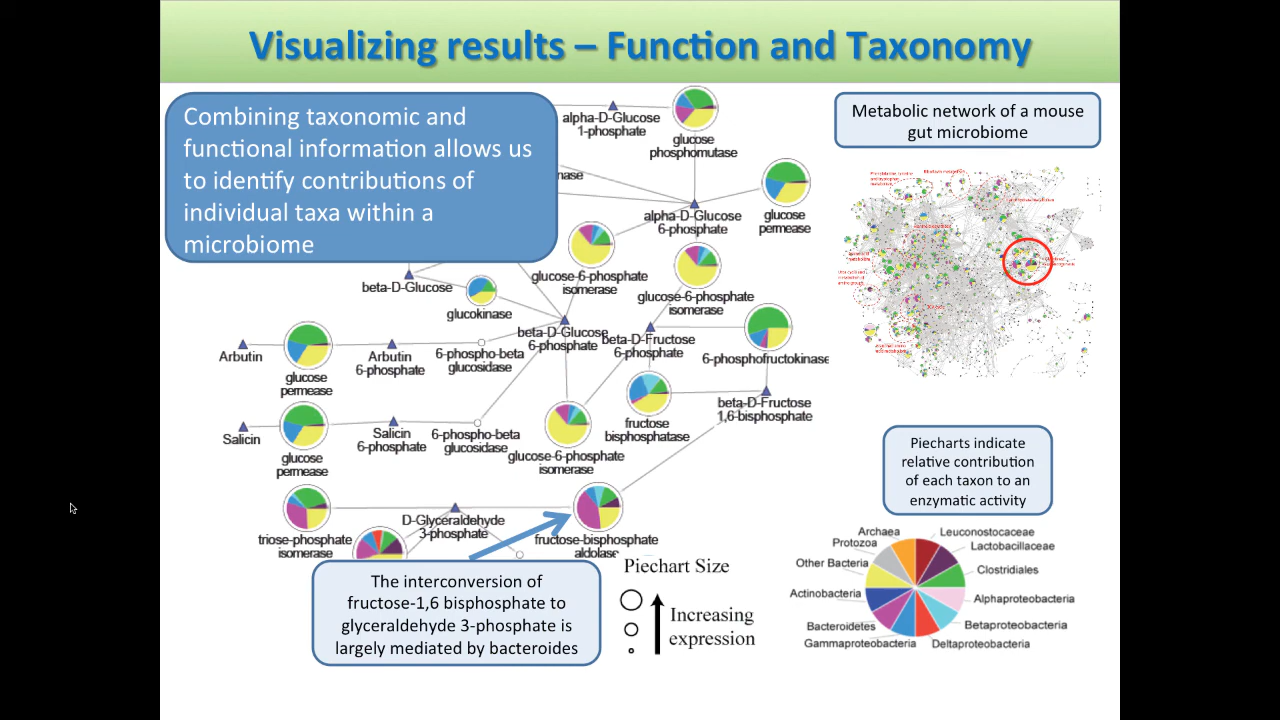 Visualizing results – Function and Taxonomy
Combining taxonomic and
functional information allows us
to identify contributions of
individual taxa within a
microbiome
alpha-D-Glucose
1-phosphate
glucose
phosphomutase
nase
alpha-D-Glucose
6-phosphate
glucose
permease
glucose-6-phosphate
isomerase
glucose-6-phosphate
isomerase
beta-D-Glucose
glucokinase
beta-D-Glucose
6-phosphate
beta-D-Fructose
6-phosphate
6-phosphofructokinase
Arbutin
glucose
permease
Arbutin
6-phosphate
6-phospho-beta
glucosidase
fructose
bisphosphatase
beta-D-Fructose
1,6-bisphosphate
Salicin
glucose
permease
Salicin
6-phosphate
6-phospho-beta
glucosidase
glucose-6-phosphate
isomerase
triose-phosphate
isomerase
D-Glyceraldehyde
3-phosphate
fructose-bisphosphate
aldolase
The interconversion of
fructose-1,6 bisphosphate to
glyceraldehyde 3-phosphate is
largely mediated by bacteroides
Piechart Size
Increasing
expression
Metabolic network of a mouse
gut microbiome
Piecharts indicate
relative contribution
of each taxon to an
enzymatic activity
Archaea
Leuconostocaceae
Protozoa
Lactobacillaceae
Other Bacteria
Clostridiales
Actinobacteria
Alphaproteobacteria
Bacteroidetes
Betaproteobacteria
Gammaproteobacteria
Deltaproteobacteria